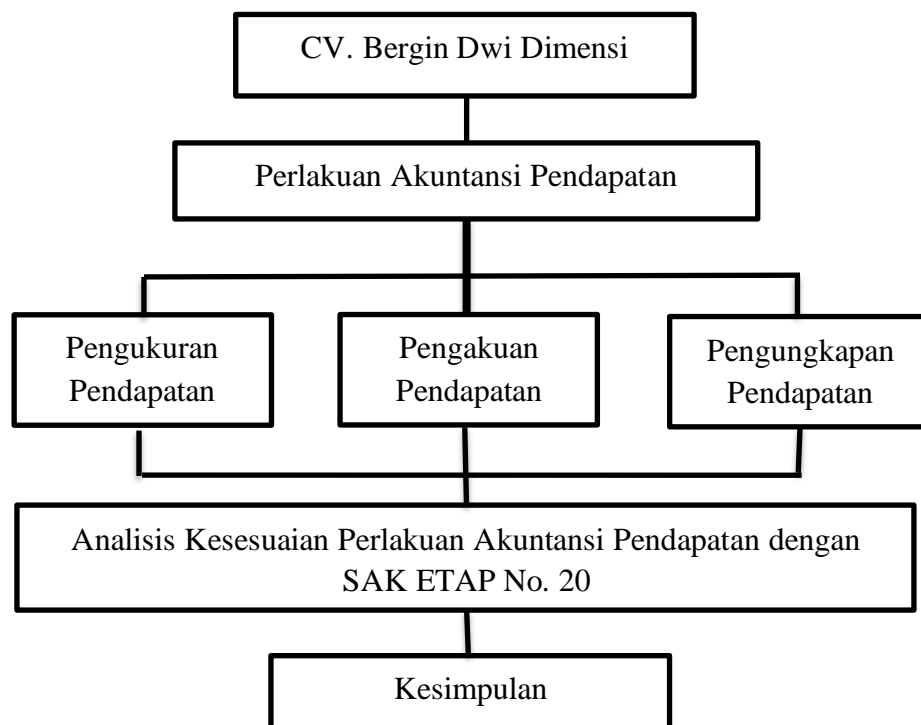 CV. Bergin Dwi Dimensi
Perlakuan Akuntansi Pendapatan
Pengukuran
Pendapatan
Pengakuan
Pendapatan
Pengungkapan
Pendapatan
Analisis Kesesuaian Perlakuan Akuntansi Pendapatan dengan
SAK ETAP No. 20
Kesimpulan